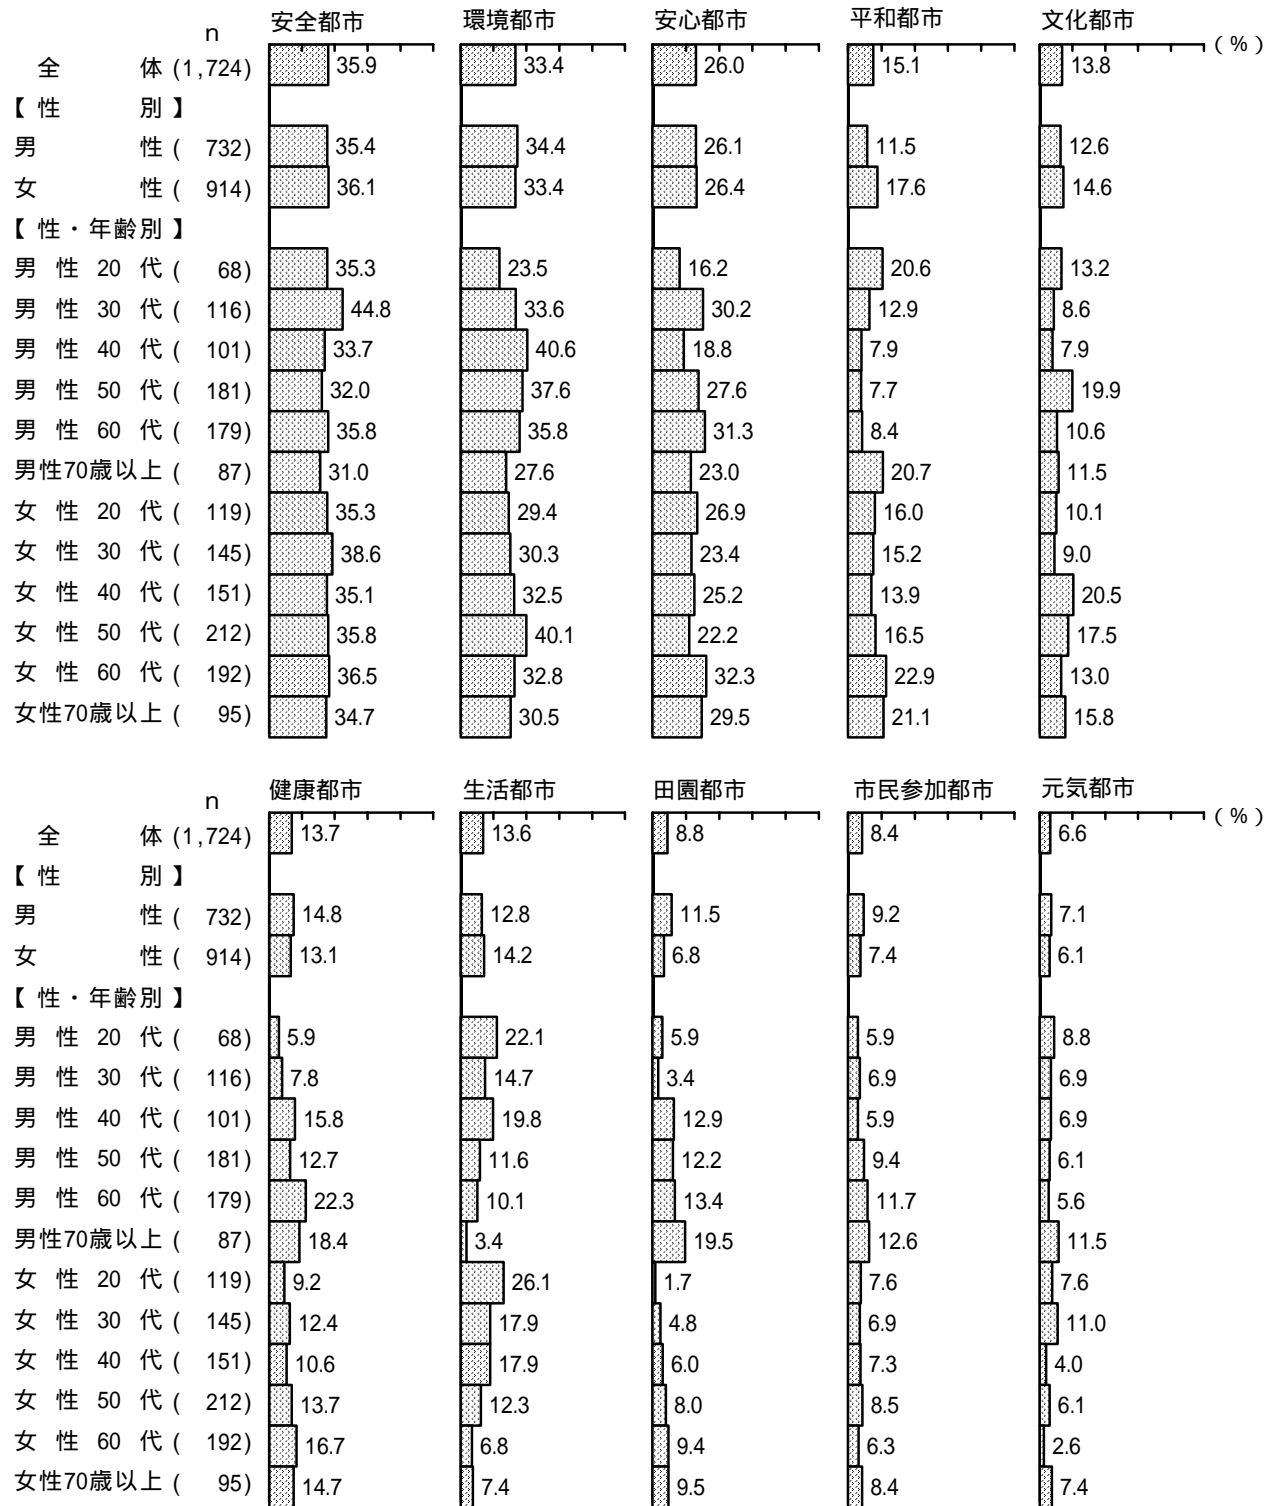 n 安全都市 環境都市 安心都市 平和都市 文化都市
(%)
全 体 (1,724) 35.9 33.4 26.0 15.1 13.8
【性 別】
男 性 ( 732) 35.4 34.4 26.1 11.5 12.6
女 性 ( 914) 36.1 33.4 26.4 17.6 14.6
【性・年齢別】
男 性 20 代 ( 68) 35.3 23.5 16.2 20.6 13.2
男 性 30 代 ( 116) 44.8 33.6 30.2 12.9 8.6
男 性 40 代 ( 101) 33.7 40.6 18.8 7.9 7.9
男 性 50 代 ( 181) 32.0 37.6 27.6 7.7 19.9
男 性 60 代 ( 179) 35.8 35.8 31.3 8.4 10.6
男性70歳以上 ( 87) 31.0 27.6 23.0 20.7 11.5
女 性 20 代 ( 119) 35.3 29.4 26.9 16.0 10.1
女 性 30 代 ( 145) 38.6 30.3 23.4 15.2 9.0
女 性 40 代 ( 151) 35.1 32.5 25.2 13.9 20.5
女 性 50 代 ( 212) 35.8 40.1 22.2 16.5 17.5
女 性 60 代 ( 192) 36.5 32.8 32.3 22.9 13.0
女性70歳以上 ( 95) 34.7 30.5 29.5 21.1 15.8
n 健康都市 生活都市 田園都市 市民参加都市 元気都市
(%)
全 体 (1,724) 13.7 13.6 8.8 8.4 6.6
【性 別】
男 性 ( 732) 14.8 12.8 11.5 9.2 7.1
女 性 ( 914) 13.1 14.2 6.8 7.4 6.1
【性・年齢別】
男 性 20 代 ( 68) 5.9 22.1 5.9 5.9 8.8
男 性 30 代 ( 116) 7.8 14.7 3.4 6.9 6.9
男 性 40 代 ( 101) 15.8 19.8 12.9 5.9 6.9
男 性 50 代 ( 181) 12.7 11.6 12.2 9.4 6.1
男 性 60 代 ( 179) 22.3 10.1 13.4 11.7 5.6
男性70歳以上 ( 87) 18.4 3.4 19.5 12.6 11.5
女 性 20 代 ( 119) 9.2 26.1 1.7 7.6 7.6
女 性 30 代 ( 145) 12.4 17.9 4.8 6.9 11.0
女 性 40 代 ( 151) 10.6 17.9 6.0 7.3 4.0
女 性 50 代 ( 212) 13.7 12.3 8.0 8.5 6.1
女 性 60 代 ( 192) 16.7 6.8 9.4 6.3 2.6
女性70歳以上 ( 95) 14.7 7.4 9.5 8.4 7.4